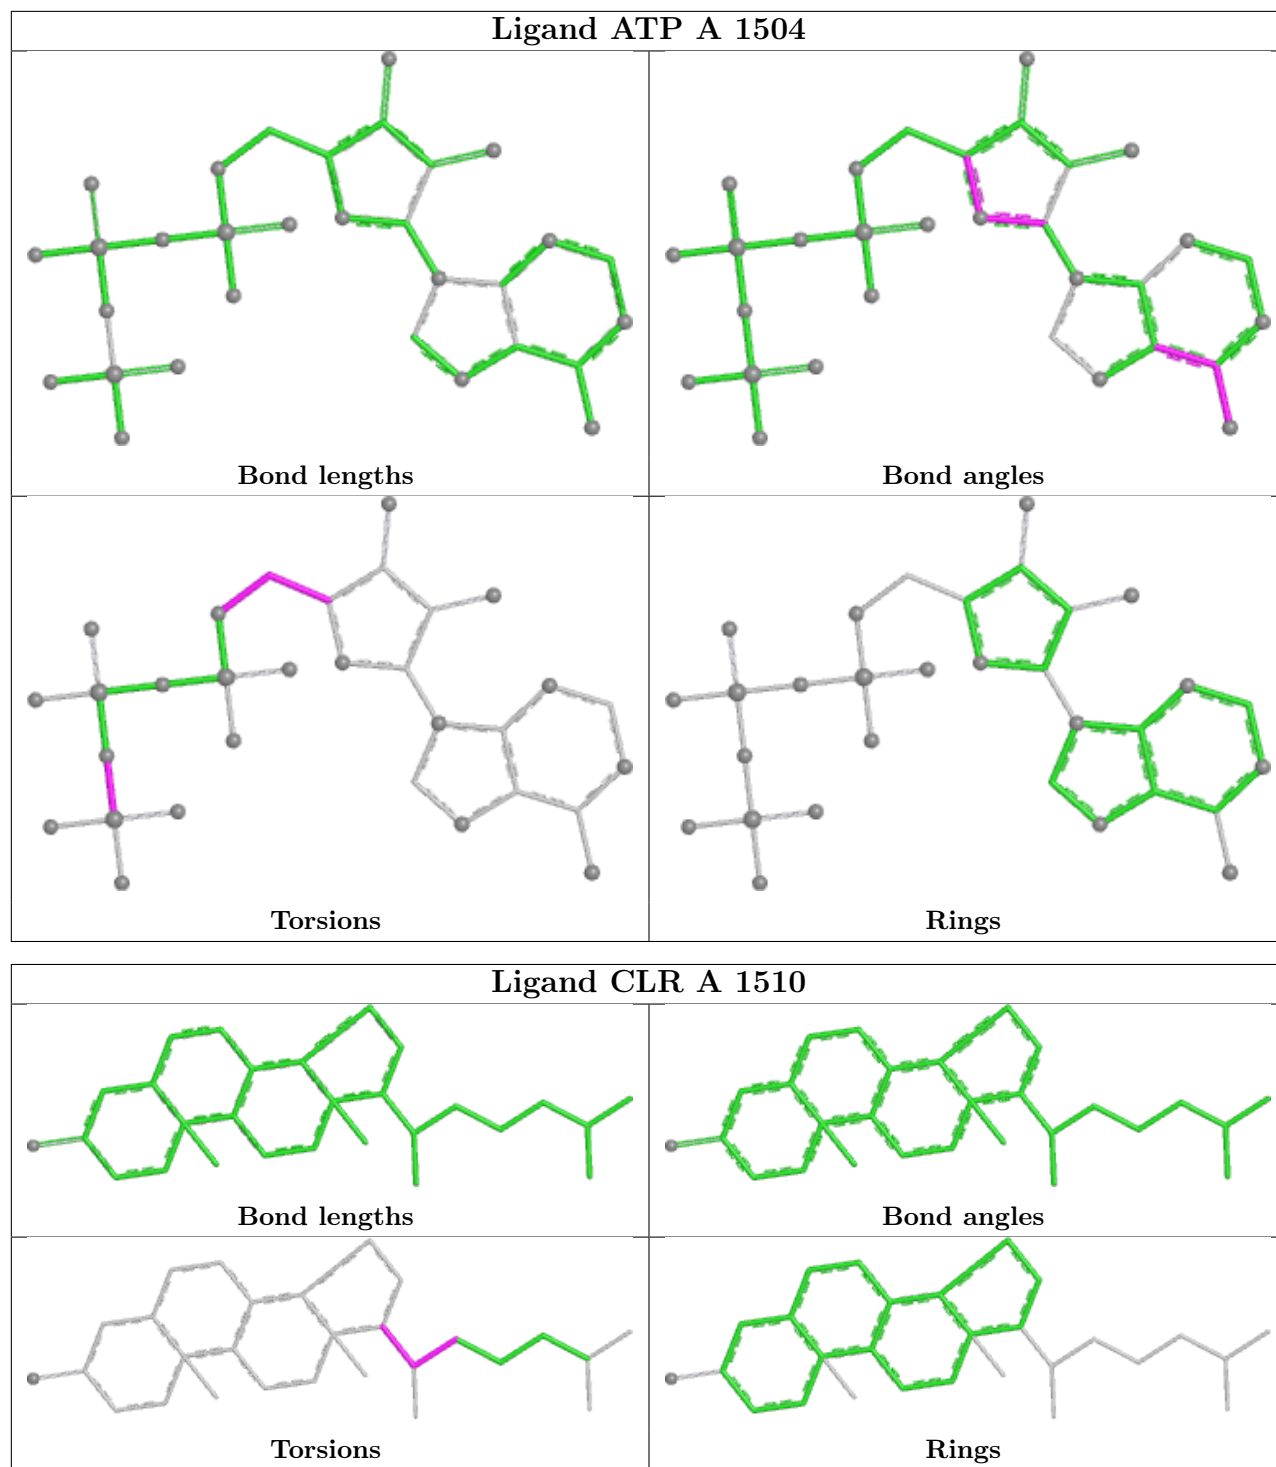 Ligand ATP A 1504
Bond lengths
Bond angles
Torsions
Rings
Ligand CLR A 1510
Bond lengths
Bond angles
Torsions
Rings